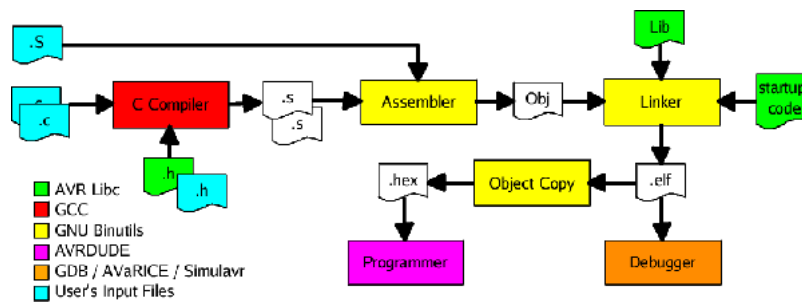 .S
Lib
.c
.c
C Compiler
.s
.s
Assembler
Obj
Linker
startup
code
.h
.h
.hex
Object Copy
.elf
Programmer
Debugger
AVR Libc
GCC
GNU Binutils
AVRDUDE
GDB / AVaRICE / Simulavr
User's Input Files